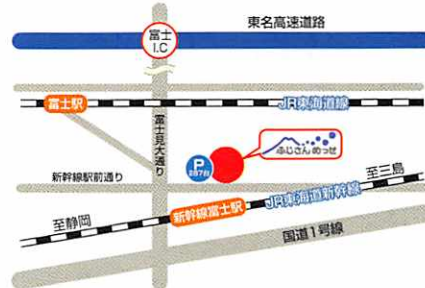 東名高速道路
富士
I.C
富士駅
JR東海道線
富士見大通り
ふじさんめっせ
P
287台
新幹線駅前通り
至三島
JR東海道新幹線
至静岡
新幹線富士駅
国道1号線